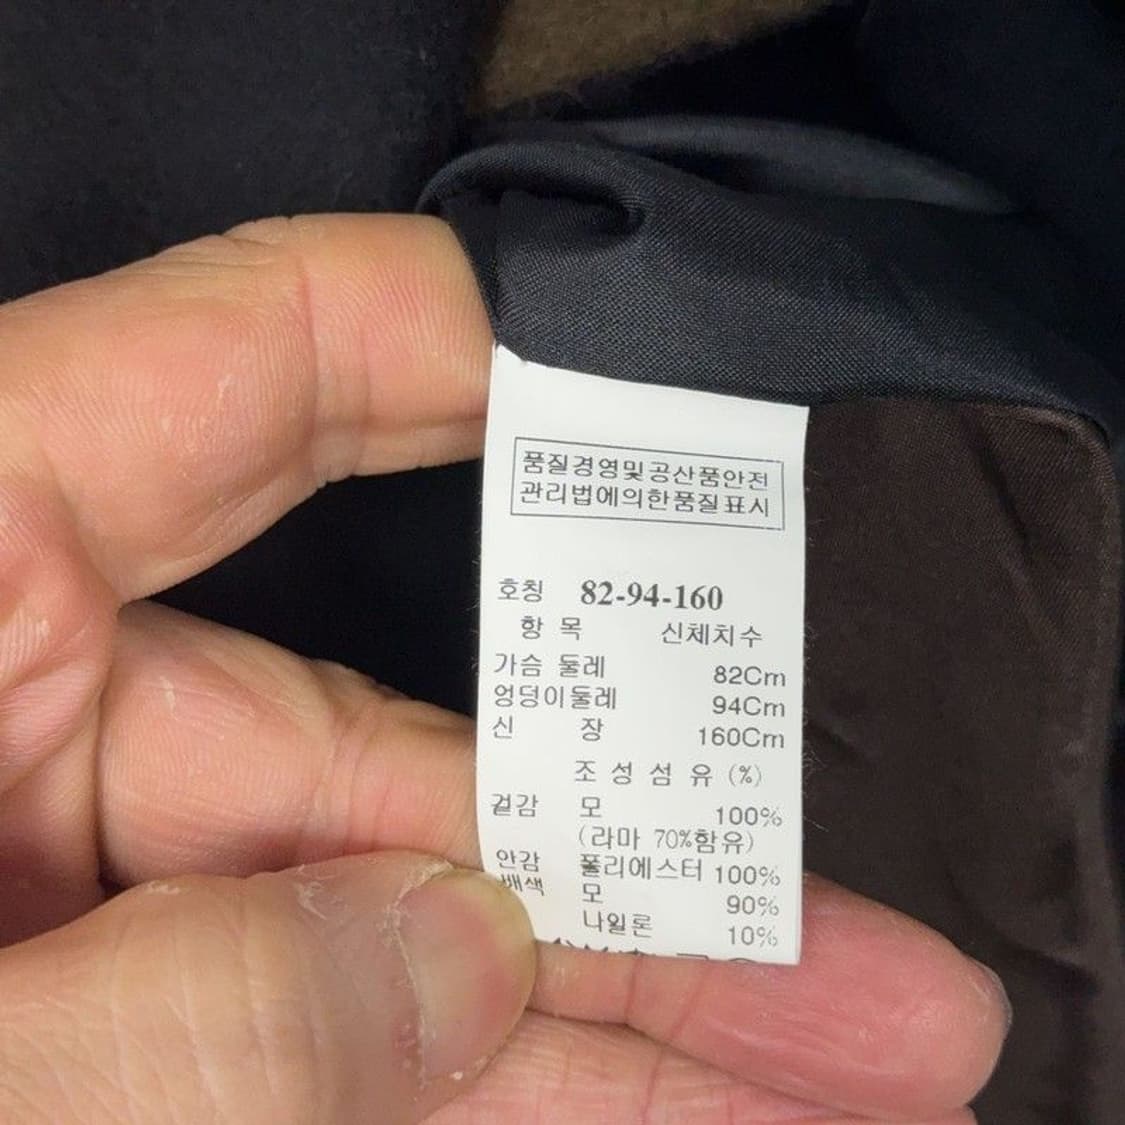 품질경영및공산품안전
관리법에의한품질표시
호칭 82-94-160
항 목 신체치수
가슴 둘레 82Cm
엉덩이둘레 94Cm
신 장 160Cm
조 성 섬 유 (%)
겉감 모 100%
(라마 70%함유)
안감 폴리에스터 100%
배색 모 90%
나일론 10%